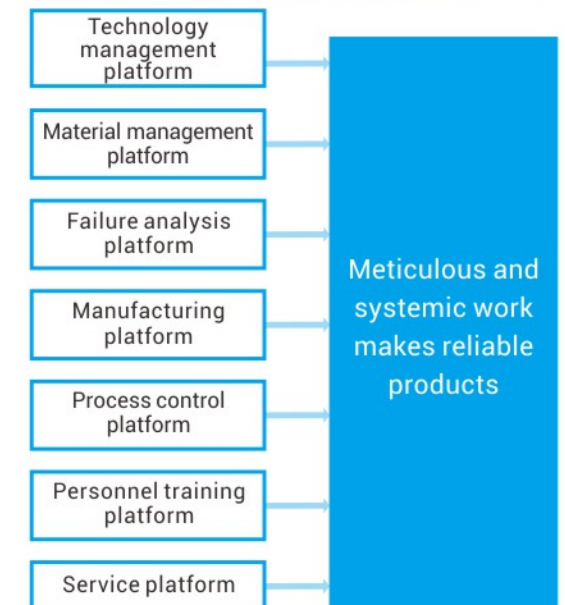 Technology
management
platform
Material management
platform
Failure analysis
platform
Manufacturing
platform
Process control
platform
Personnel training
platform
Service platform
Meticulous and
systemic work
makes reliable
products